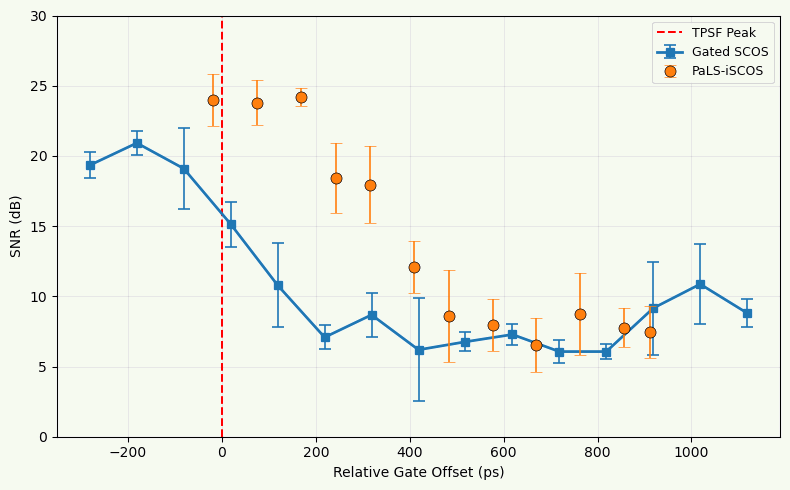 30
25
20
15
10
5
0
SNR (dB)
TPSF Peak
Gated SCOS
PaLS-iSCOS
−200
0
200
400
600
800
1000
Relative Gate Offset (ps)